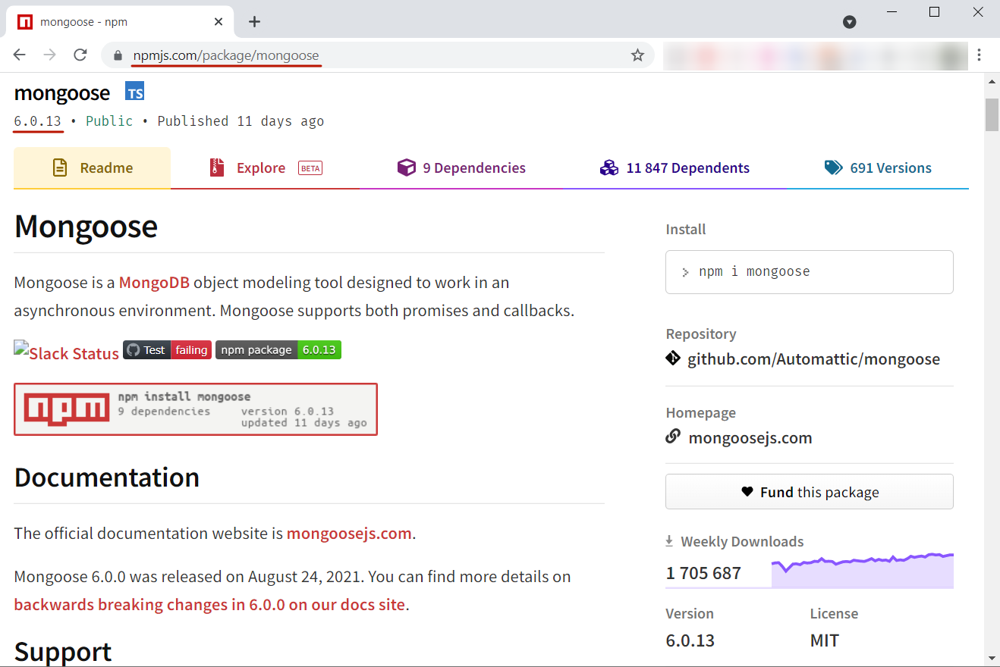 mongoose - npm
npmjs.com/package/mongoose
mongoose TS
6.0.13 • Public • Published 11 days ago
Readme
Explore BETA
9 Dependencies
11 847 Dependents
691 Versions
Mongoose
Mongoose is a MongoDB object modeling tool designed to work in an
asynchronous environment. Mongoose supports both promises and callbacks.
Slack Status Test failing npm package 6.0.13
npm npm install mongoose
9 dependencies version 6.0.13
updated 11 days ago
Documentation
The official documentation website is mongoosejs.com.
Mongoose 6.0.0 was released on August 24, 2021. You can find more details on
backwards breaking changes in 6.0.0 on our docs site.
Support
Install
> npm i mongoose
Repository
github.com/Automattic/mongoose
Homepage
mongoosejs.com
Fund this package
Weekly Downloads
1 705 687
Version
6.0.13
License
MIT